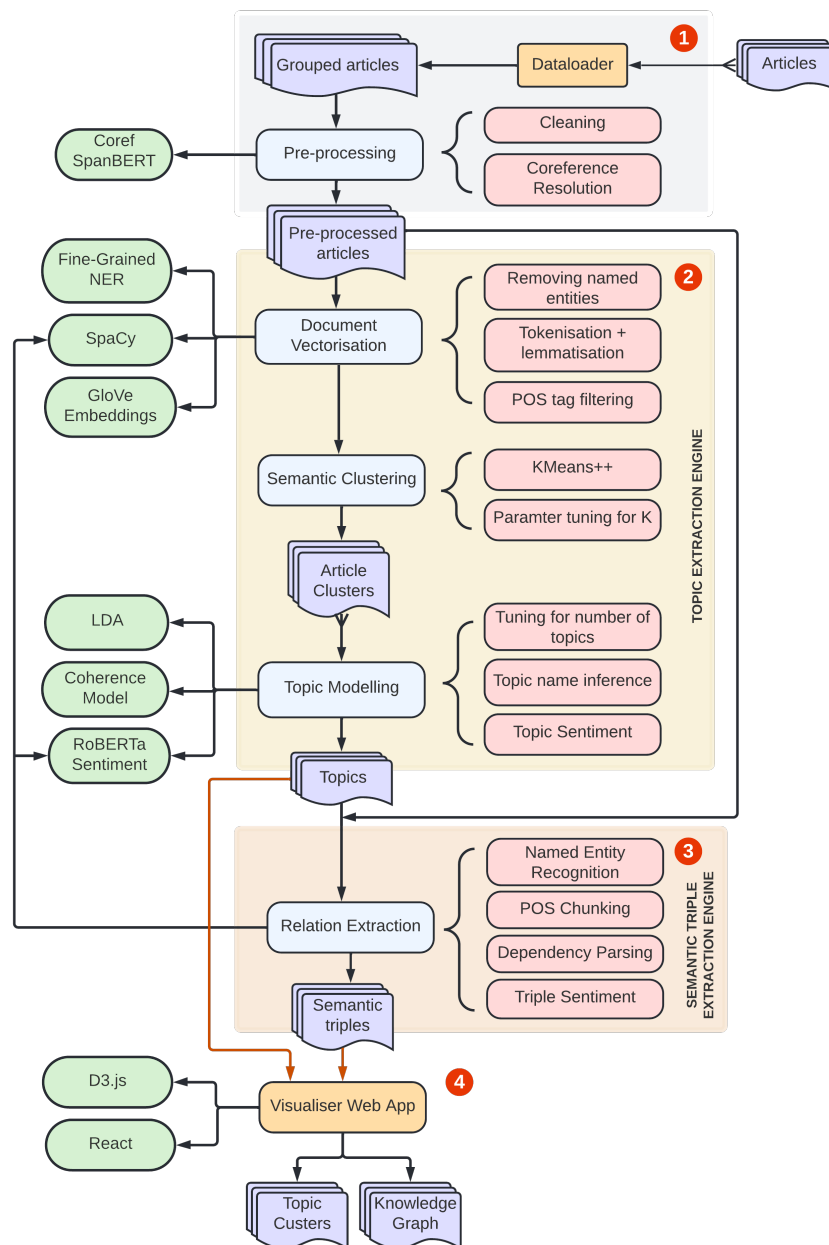 1
Grouped articles
Dataloader
Articles
Cleaning
Coref
SpanBERT
Pre-processing
Coreference
Resolution
Pre-processed
articles
2
Fine-Grained
NER
Removing named
entities
SpaCy
Document
Vectorisation
Tokenisation +
lemmatisation
GloVe
Embeddings
POS tag filtering
TOPIC EXTRACTION ENGINE
Semantic Clustering
KMeans++
Paramter tuning for K
Article
Clusters
LDA
Tuning for number of
topics
Coherence
Model
Topic Modelling
Topic name inference
RoBERTa
Sentiment
Topic Sentiment
Topics
3
Named Entity
Recognition
SEMANTIC TRIPLE
EXTRACTION ENGINE
POS Chunking
Relation Extraction
Dependency Parsing
Triple Sentiment
Semantic
triples
4
D3.js
Visualiser Web App
React
Topic
Custers
Knowledge
Graph